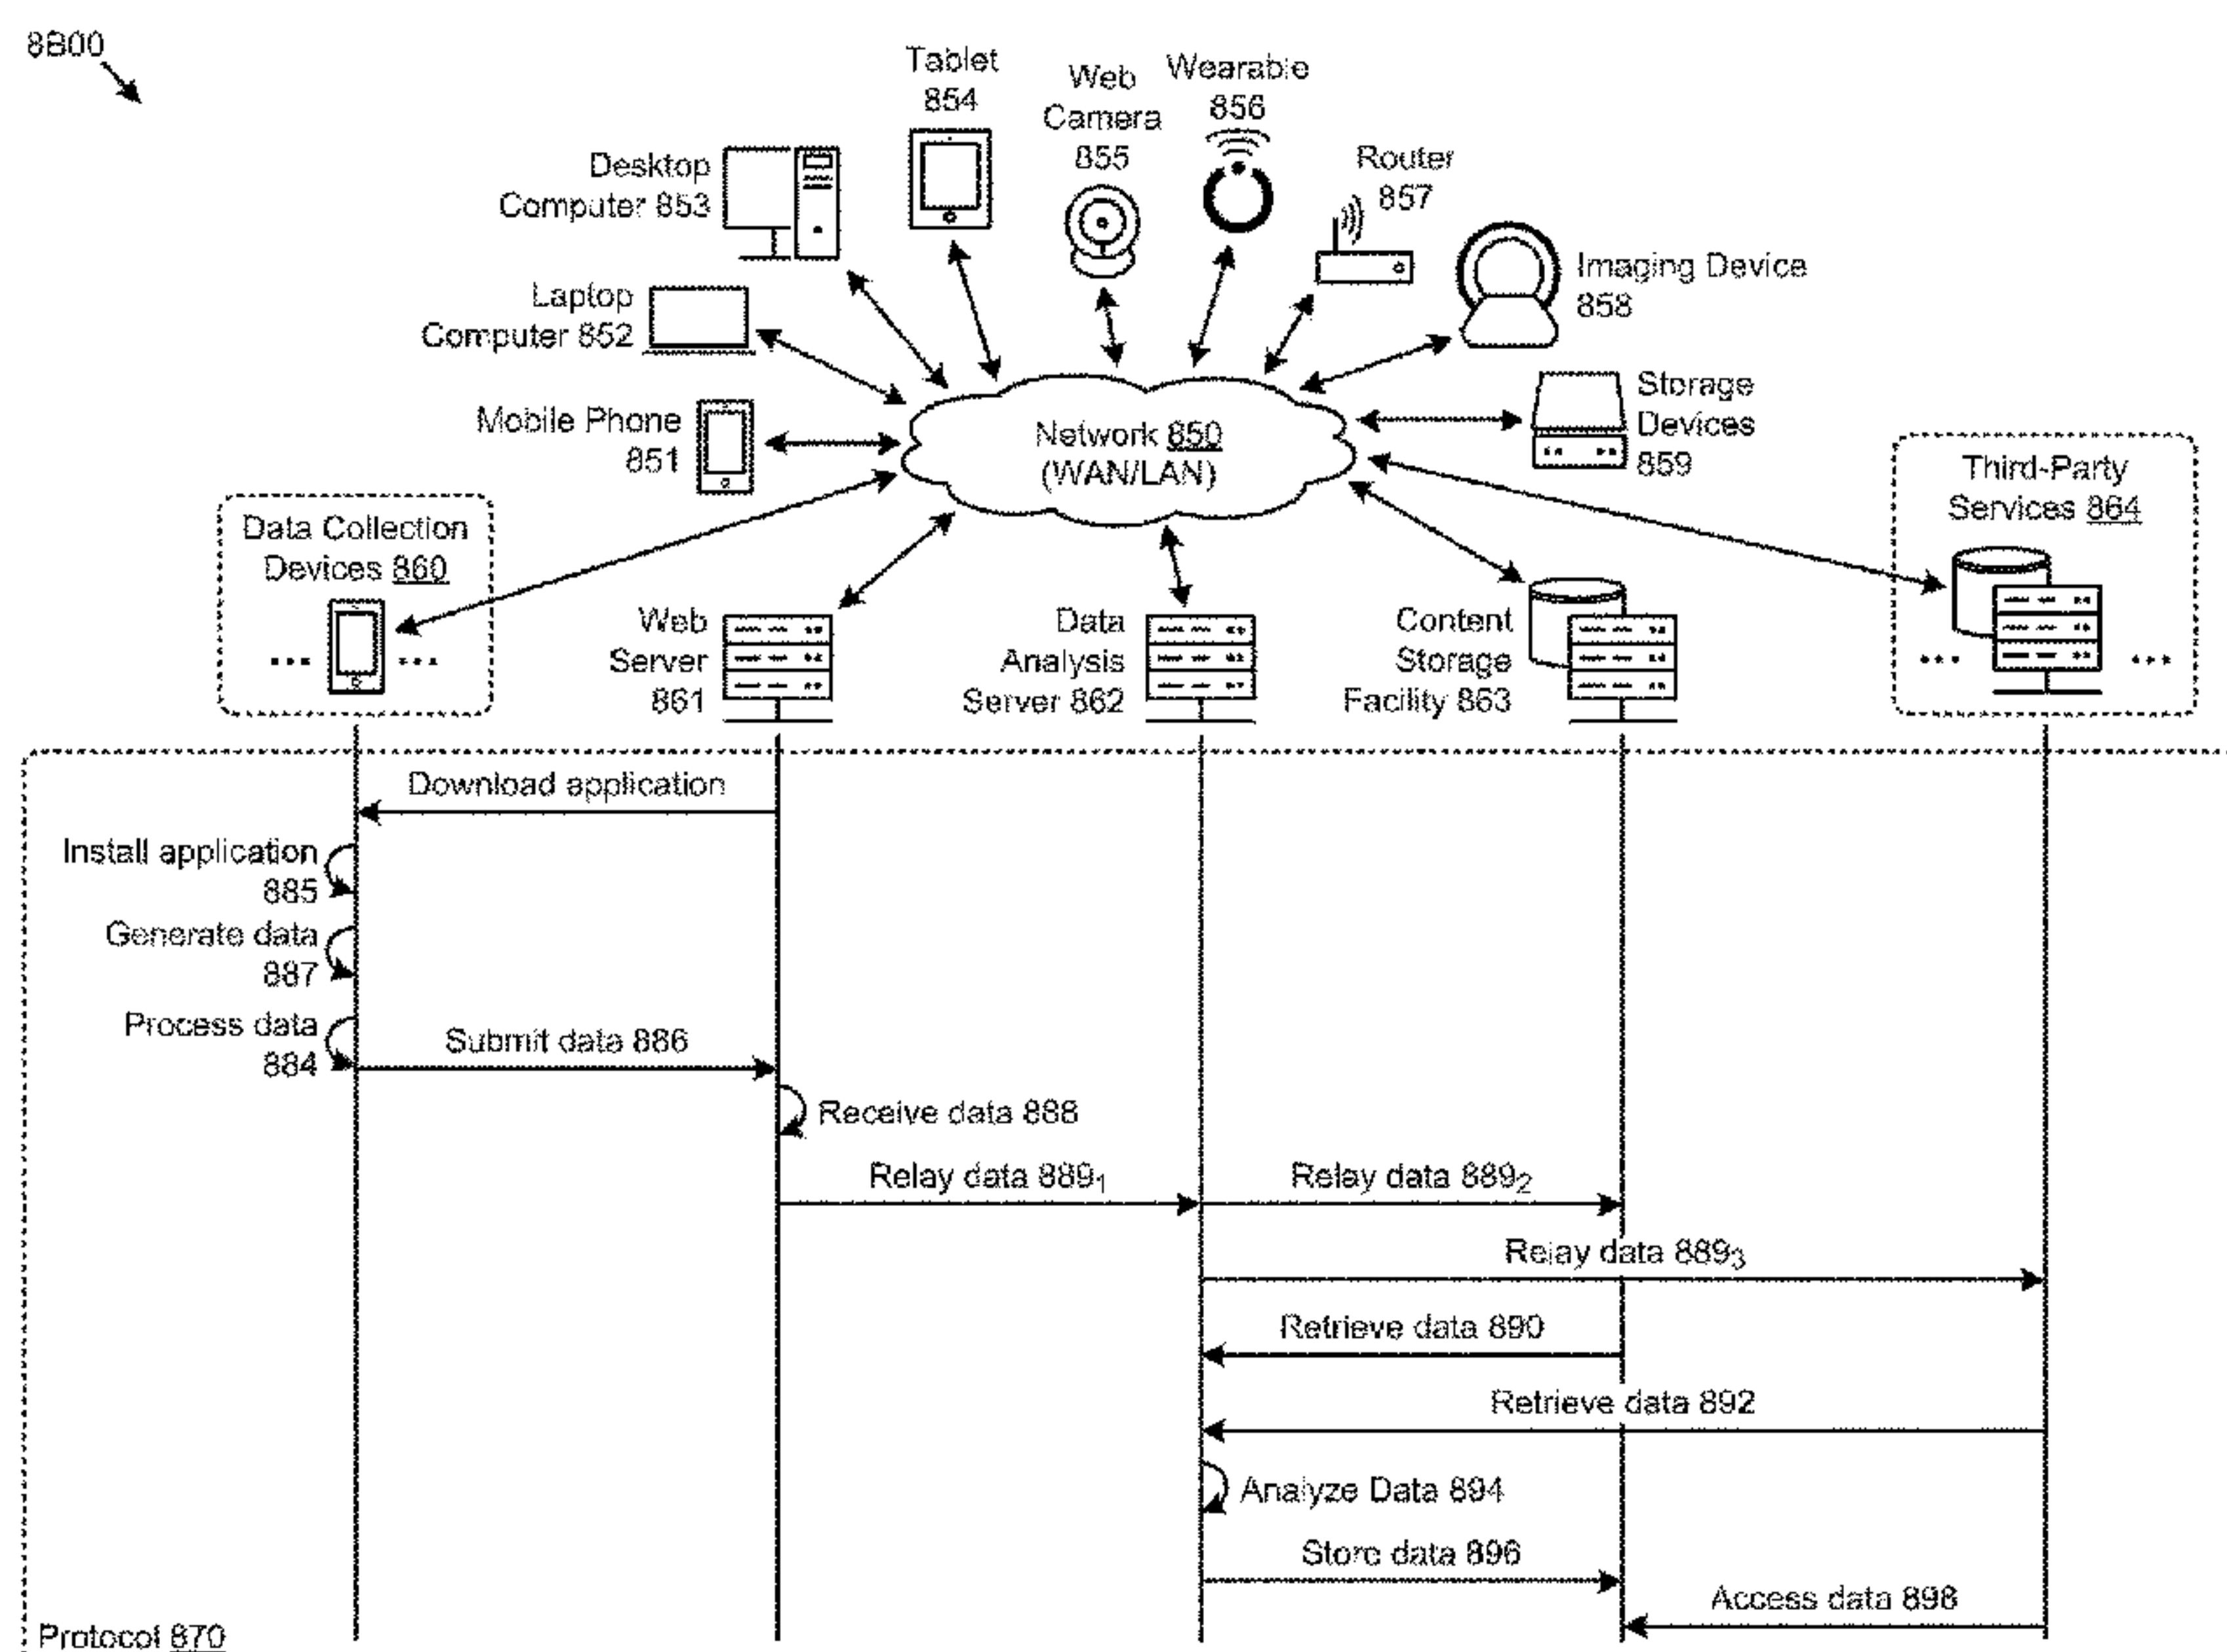 8B00
Tablet
854
Web
Camera
855
Wearable
856
Router
857
Desktop
Computer 853
Imaging Device
858
Laptop
Computer 852
Storage
Devices
859
Mobile Phone
851
Network 850
(WAN/LAN)
Third-Party
Services 864
Data Collection
Devices 860
Web
Server
861
Data
Analysis
Server 862
Content
Storage
Facility 863
Download application
Install application
885
Generate data
887
Process data
884
Submit data 886
Receive data 888
Relay data 889₁
Relay data 889₂
Relay data 889₃
Retrieve data 890
Retrieve data 892
Analyze Data 894
Store data 896
Access data 898
Protocol 870